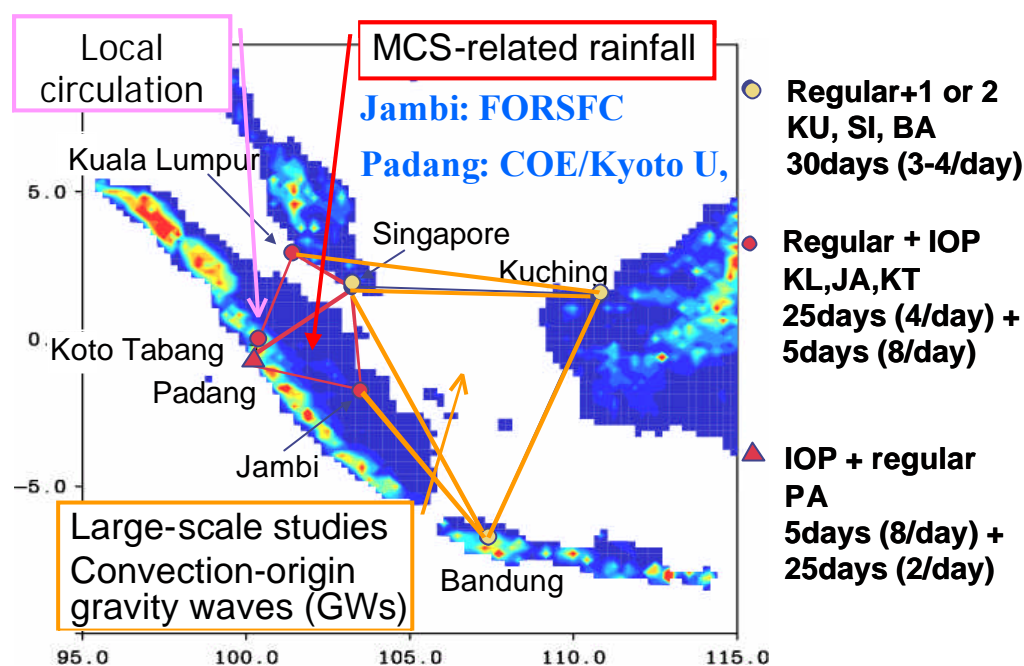 Local
circulation
MCS-related rainfall
Jambi: FORSFC
Padang: COE/Kyoto U,
Kuala Lumpur
5.0
Singapore
Kuching
0.
Koto Tabang
Padang
Jambi
-5.0
Large-scale studies
Convection-origin
gravity waves (GWs)
Bandung
95.0
100.0
105.0
110.0
115.0
Regular+1 or 2
KU, SI, BA
30days (3-4/day)
Regular + IOP
KL,JA,KT
25days (4/day) +
5days (8/day)
IOP + regular
PA
5days (8/day) +
25days (2/day)